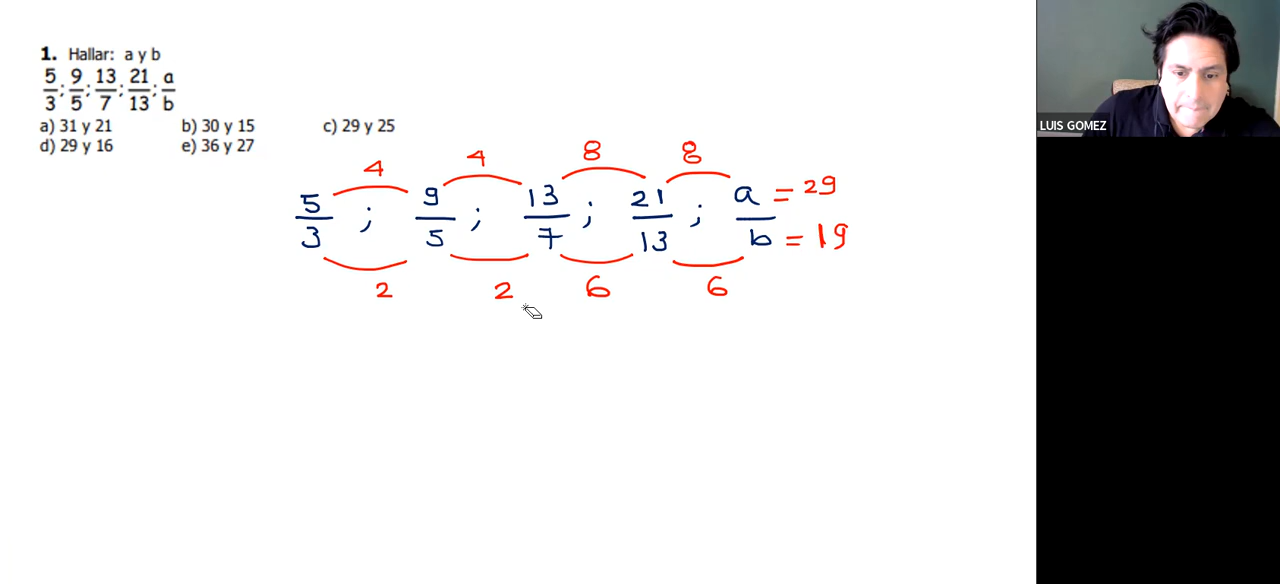 1. Hallar: a y b
5/3; 9/5; 13/7; 21/13; a/b
a) 31 y 21 b) 30 y 15 c) 29 y 25
d) 29 y 16 e) 36 y 27
4 4 8 8
5/3 ; 9/5 ; 13/7 ; 21/13 ; a/b = 29 = 19
2 2 6 6
LUIS GOMEZ